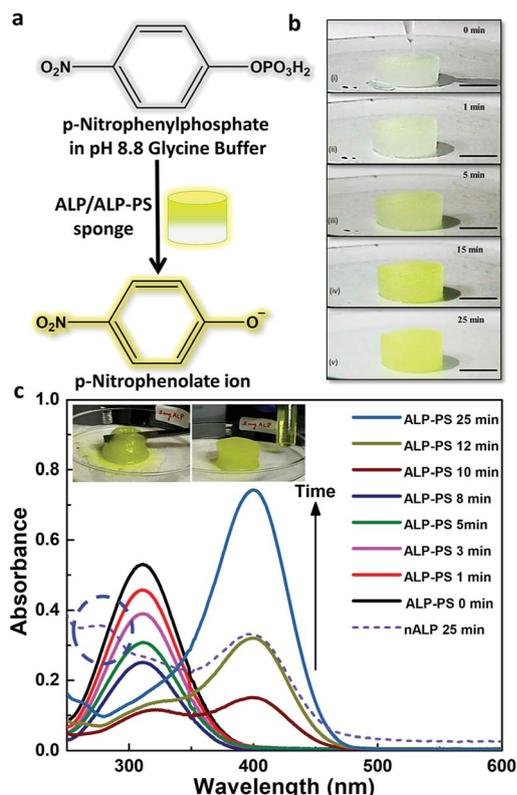 a
O₂N
OPO₃H₂
p-Nitrophenylphosphate
in pH 8.8 Glycine Buffer
ALP/ALP-PS
sponge
O₂N
O⁻
p-Nitrophenolate ion
b
0 min
(i)
1 min
(ii)
5 min
(iii)
15 min
(iv)
25 min
(v)
c
1.0
0.8
0.6
0.4
0.2
0.0
Absorbance
300
400
500
600
Wavelength (nm)
5mg ALP
5mg ALP
Time
ALP-PS 25 min
ALP-PS 12 min
ALP-PS 10 min
ALP-PS 8 min
ALP-PS 5min
ALP-PS 3 min
ALP-PS 1 min
ALP-PS 0 min
nALP 25 min